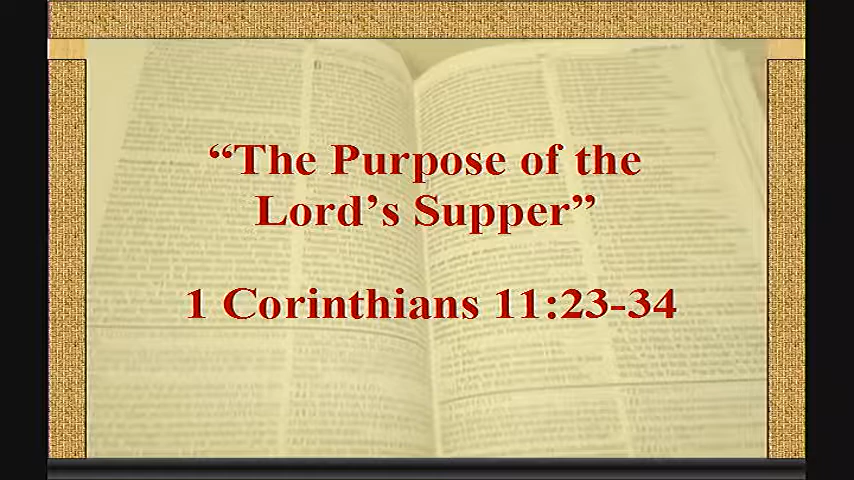 “The Purpose of the
Lord’s Supper”
1 Corinthians 11:23-34